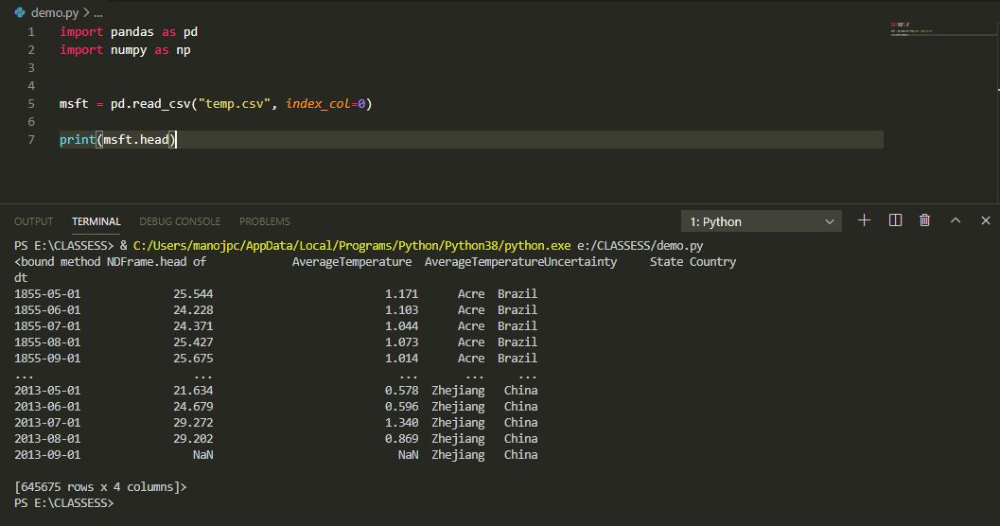 demo.py > ...
1 import pandas as pd
2 import numpy as np
3
4
5 msft = pd.read_csv("temp.csv", index_col=0)
6
7 print(msft.head)
OUTPUT TERMINAL DEBUG CONSOLE PROBLEMS 1: Python
PS E:\CLASSESS> & C:/Users/manojpc/AppData/Local/Programs/Python/Python38/python.exe e:/CLASSESS/demo.py
<bound method NDFrame.head of AverageTemperature AverageTemperatureUncertainty State Country
dt
1855-05-01 25.544 1.171 Acre Brazil
1855-06-01 24.228 1.103 Acre Brazil
1855-07-01 24.371 1.044 Acre Brazil
1855-08-01 25.427 1.073 Acre Brazil
1855-09-01 25.675 1.014 Acre Brazil
... ... ... ... ...
2013-05-01 21.634 0.578 Zhejiang China
2013-06-01 24.679 0.596 Zhejiang China
2013-07-01 29.272 1.340 Zhejiang China
2013-08-01 29.202 0.869 Zhejiang China
2013-09-01 NaN NaN Zhejiang China
[645675 rows x 4 columns]>
PS E:\CLASSESS>